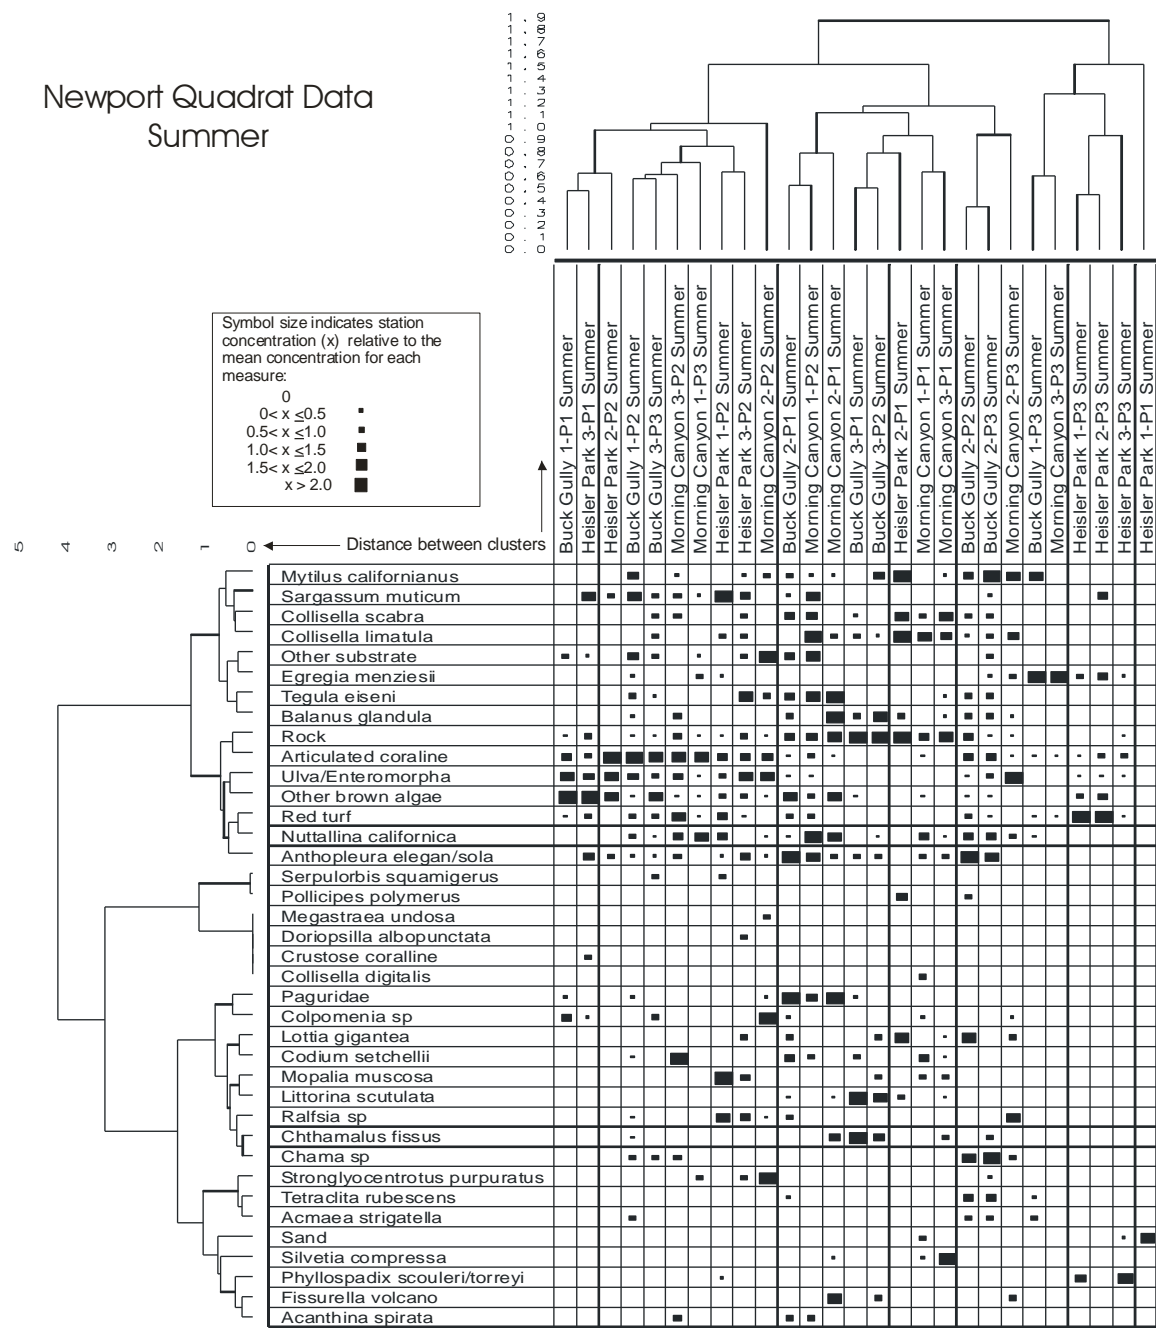 Newport Quadrat Data
Summer
1.9
1.8
1.7
1.6
1.5
1.4
1.3
1.2
1.1
1.0
0.9
0.8
0.7
0.6
0.5
0.4
0.3
0.2
0.1
0.0
Symbol size indicates station
concentration (x) relative to the
mean concentration for each
measure:
0
0< x ≤0.5
0.5< x ≤1.0
1.0< x ≤1.5
1.5< x ≤2.0
x > 2.0
Buck Gully 1-P1 Summer
Heisler Park 3-P1 Summer
Heisler Park 2-P2 Summer
Buck Gully 1-P2 Summer
Buck Gully 3-P3 Summer
Morning Canyon 3-P2 Summer
Morning Canyon 1-P3 Summer
Heisler Park 1-P2 Summer
Heisler Park 3-P2 Summer
Morning Canyon 2-P2 Summer
Buck Gully 2-P1 Summer
Morning Canyon 1-P2 Summer
Morning Canyon 2-P1 Summer
Buck Gully 3-P1 Summer
Buck Gully 3-P2 Summer
Heisler Park 2-P1 Summer
Morning Canyon 1-P1 Summer
Morning Canyon 3-P1 Summer
Buck Gully 2-P2 Summer
Buck Gully 2-P3 Summer
Morning Canyon 2-P3 Summer
Buck Gully 1-P3 Summer
Morning Canyon 3-P3 Summer
Heisler Park 1-P3 Summer
Heisler Park 2-P3 Summer
Heisler Park 3-P3 Summer
Heisler Park 1-P1 Summer
5 4 3 2 1 0
Distance between clusters
Mytilus californianus
Sargassum muticum
Collisella scabra
Collisella limatula
Other substrate
Egregia menziesii
Tegula eiseni
Balanus glandula
Rock
Articulated coraline
Ulva/Enteromorpha
Other brown algae
Red turf
Nuttallina californica
Anthopleura elegan/sola
Serpulorbis squamigerus
Pollicipes polymerus
Megastraea undosa
Doriopsilla albopunctata
Crustose coralline
Collisella digitalis
Paguridae
Colpomenia sp
Lottia gigantea
Codium setchellii
Mopalia muscosa
Littorina scutulata
Ralfsia sp
Chthamalus fissus
Chama sp
Stronglyocentrotus purpuratus
Tetraclita rubescens
Acmaea strigatella
Sand
Silvetia compressa
Phyllospadix scouleri/torreyi
Fissurella volcano
Acanthina spirata